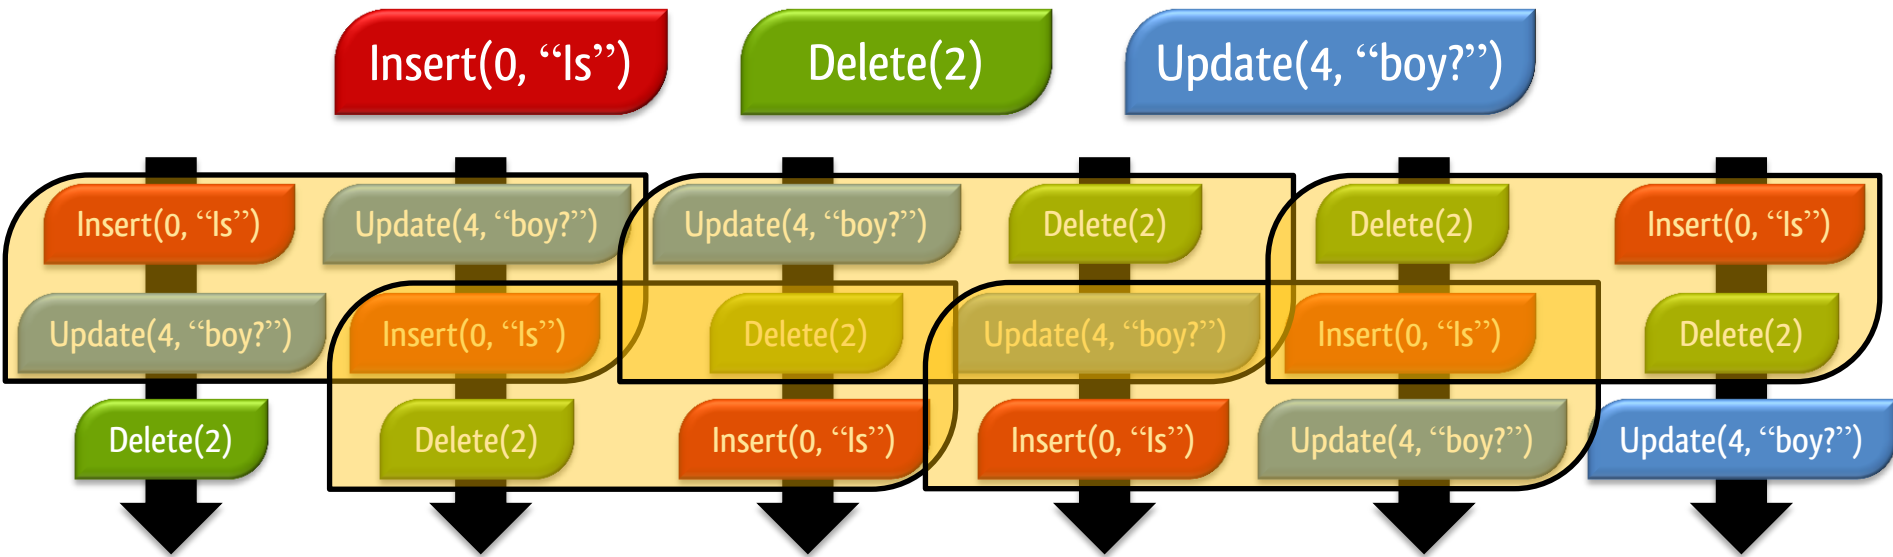 Insert(0, “Is”)
Delete(2)
Update(4, “boy?”)
Insert(0, “Is”)
Update(4, “boy?”)
Update(4, “boy?”)
Delete(2)
Delete(2)
Insert(0, “Is”)
Update(4, “boy?”)
Insert(0, “Is”)
Delete(2)
Update(4, “boy?”)
Insert(0, “Is”)
Delete(2)
Delete(2)
Delete(2)
Insert(0, “Is”)
Insert(0, “Is”)
Update(4, “boy?”)
Update(4, “boy?”)